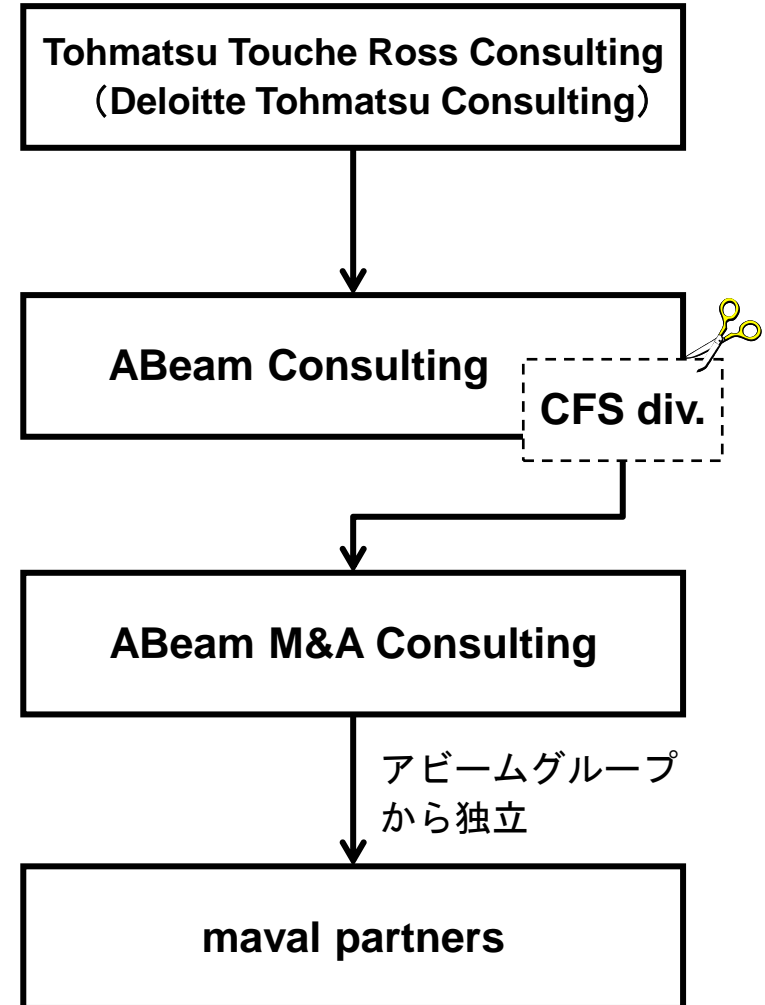 Tohmatsu Touche Ross Consulting
（Deloitte Tohmatsu Consulting）
ABeam Consulting
CFS div.
ABeam M&A Consulting
アビームグループ
から独立
maval partners